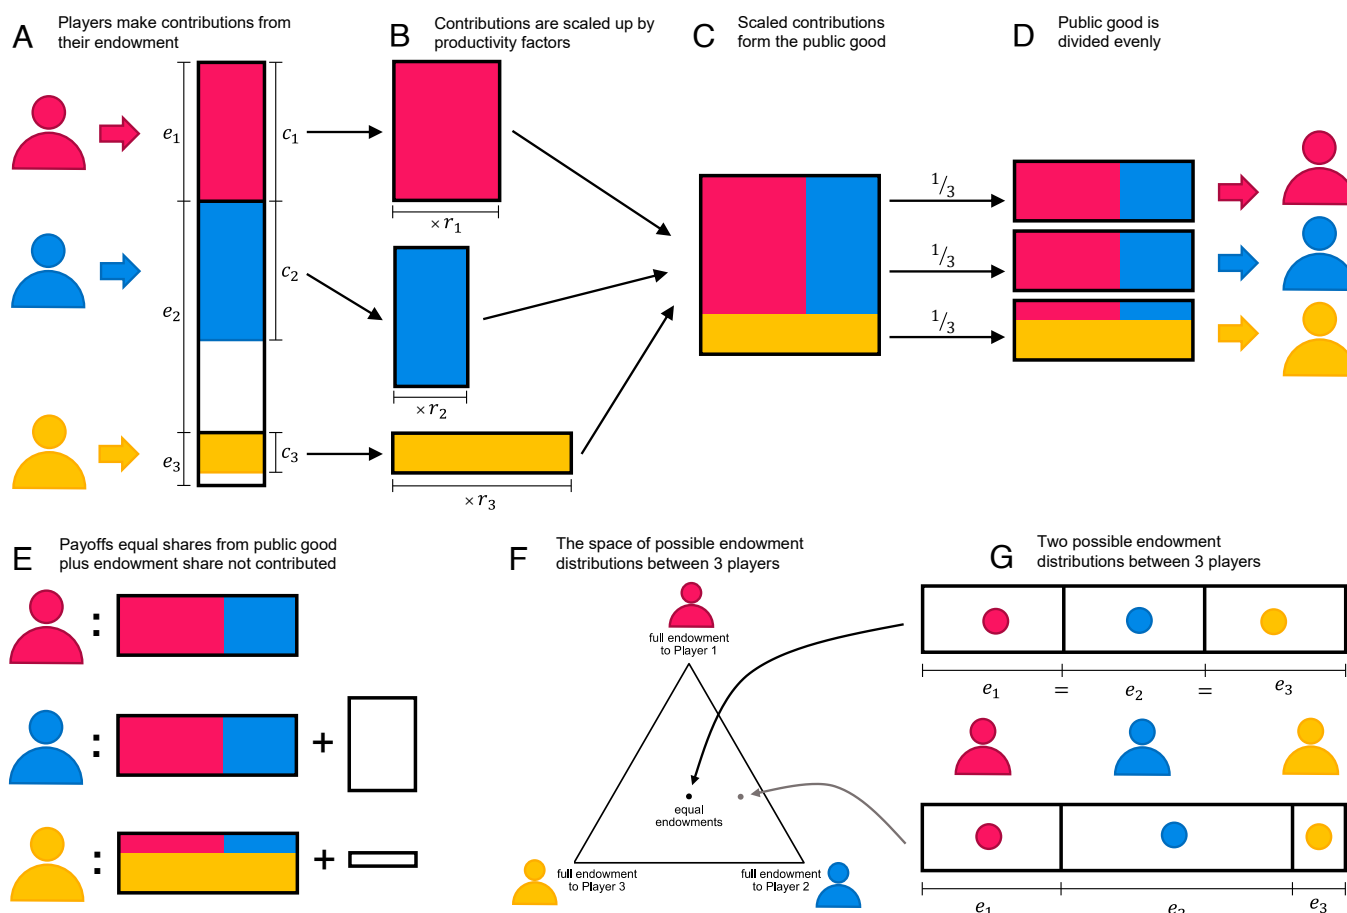 A Players make contributions from
their endowment
B Contributions are scaled up by
productivity factors
C Scaled contributions
form the public good
D Public good is
divided evenly
e₁
c₁
× r₁
e₂
c₂
× r₂
e₃
c₃
× r₃
1/3
1/3
1/3
E Payoffs equal shares from public good
plus endowment share not contributed
:
: +
: +
F The space of possible endowment
distributions between 3 players
full endowment
to Player 1
equal
endowments
full endowment
to Player 3
full endowment
to Player 2
G Two possible endowment
distributions between 3 players
e₁ = e₂ = e₃
e₁ e₂ e₃